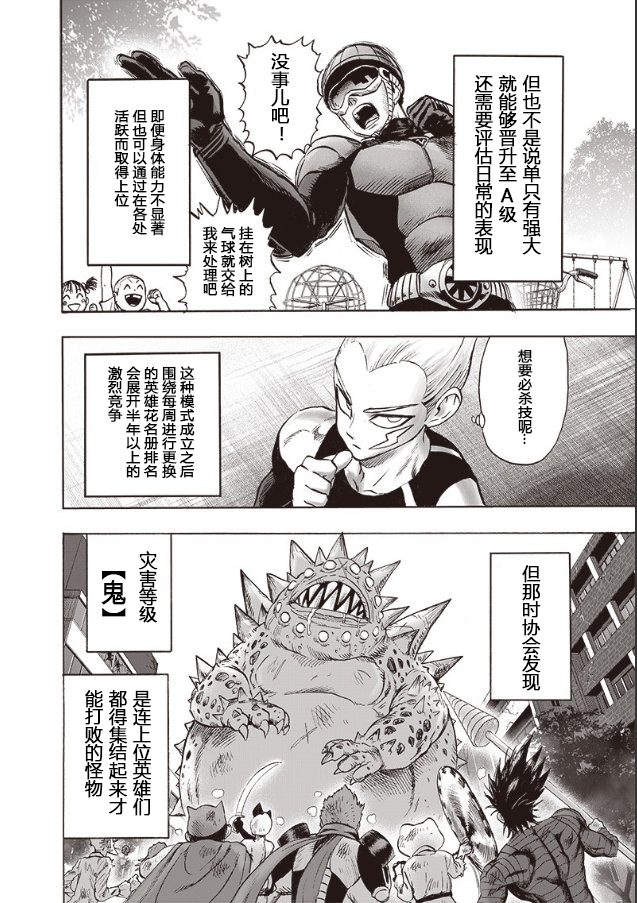 但也不是说单只有强大
就能够晋升至A级
还需要评估日常的表现
没事儿吧！
挂在树上的
气球就交给
我来处理吧
即便身体能力不显著
但也可以通过在各处
活跃而取得上位
想要必杀技呢…
这种模式成立之后
围绕每周进行更换
的英雄花名册排名
会展开半年以上的
激烈竞争
但那时协会发现
灾害等级
【鬼】
是连上位英雄们
都得集结起来才
能打败的怪物